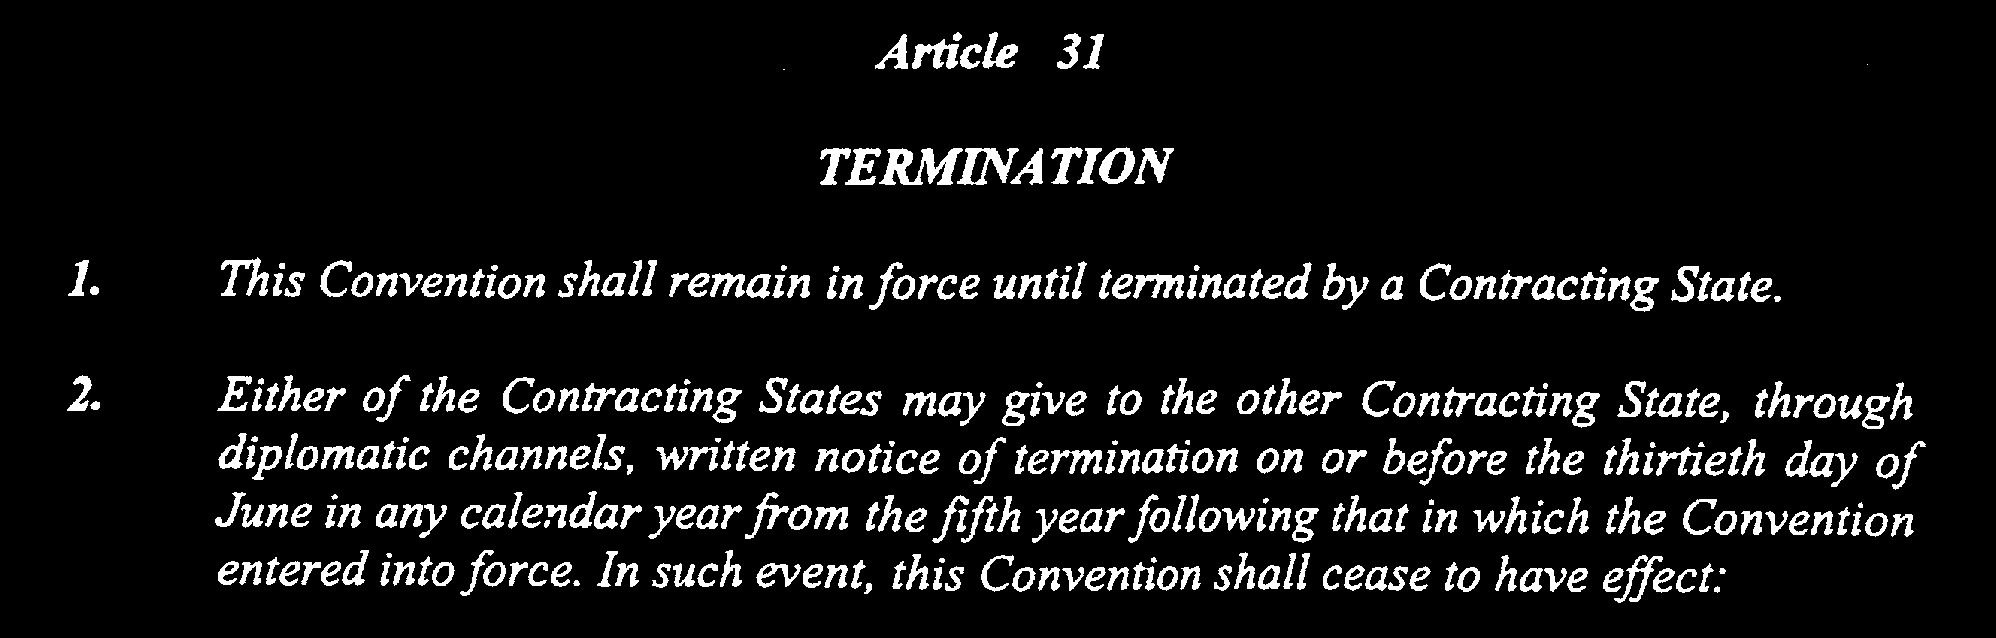 Article 31
TERMINATION
1. This Convention shall remain in force until terminated by a Contracting State.
2. Either of the Contracting States may give to the other Contracting State, through
diplomatic channels, written notice of termination on or before the thirtieth day of
June in any calendar year from the fifth year following that in which the Convention
entered into force. In such event, this Convention shall cease to have effect: